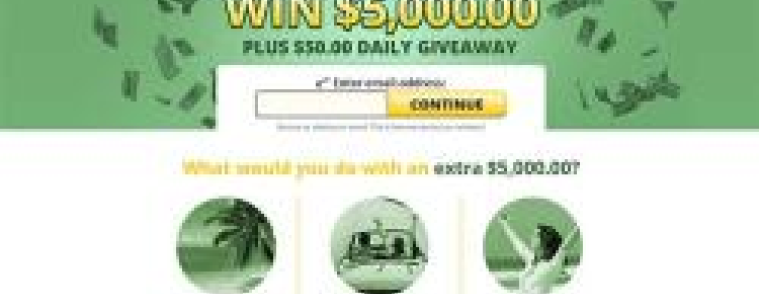 WIN $5,000.00
PLUS $50.00 DAILY GIVEAWAY
Enter email address
CONTINUE
What would you do with an extra $5,000.00?